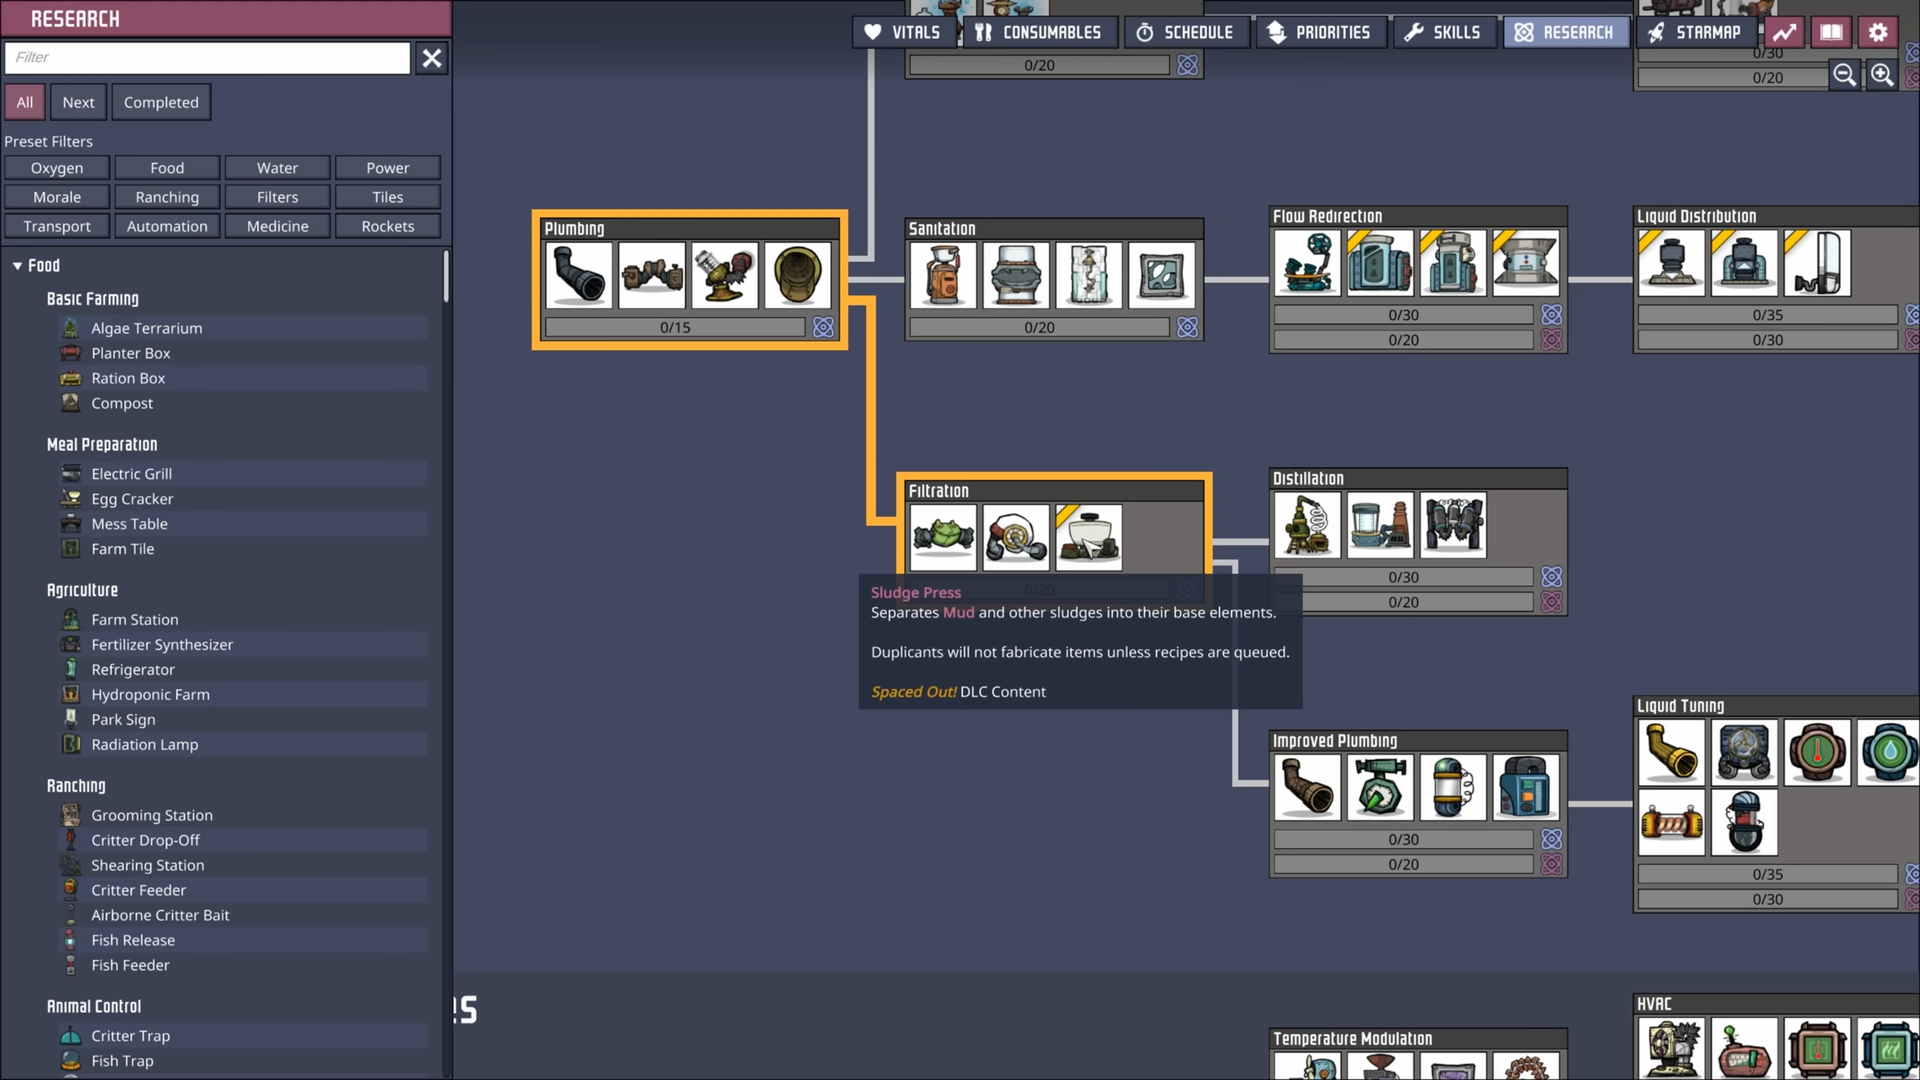 RESEARCH
VITALS
CONSUMABLES
SCHEDULE
PRIORITIES
SKILLS
RESEARCH
STARMAP
Filter
All
Next
Completed
Preset Filters
Oxygen
Food
Water
Power
Morale
Ranching
Filters
Tiles
Transport
Automation
Medicine
Rockets
Food
Basic Farming
Algae Terrarium
Planter Box
Ration Box
Compost
Meal Preparation
Electric Grill
Egg Cracker
Mess Table
Farm Tile
Agriculture
Farm Station
Fertilizer Synthesizer
Refrigerator
Hydroponic Farm
Park Sign
Radiation Lamp
Ranching
Grooming Station
Critter Drop-Off
Shearing Station
Critter Feeder
Airborne Critter Bait
Fish Release
Fish Feeder
Animal Control
Critter Trap
Fish Trap
0/20
0/30
0/20
Plumbing
0/15
Sanitation
0/20
Flow Redirection
0/30
0/20
Liquid Distribution
0/35
0/30
Filtration
0/20
Distillation
0/30
0/20
Sludge Press
Separates Mud and other sludges into their base elements.
Duplicants will not fabricate items unless recipes are queued.
Spaced Out! DLC Content
Improved Plumbing
0/30
0/20
Liquid Tuning
0/35
0/30
HVAC
Temperature Modulation